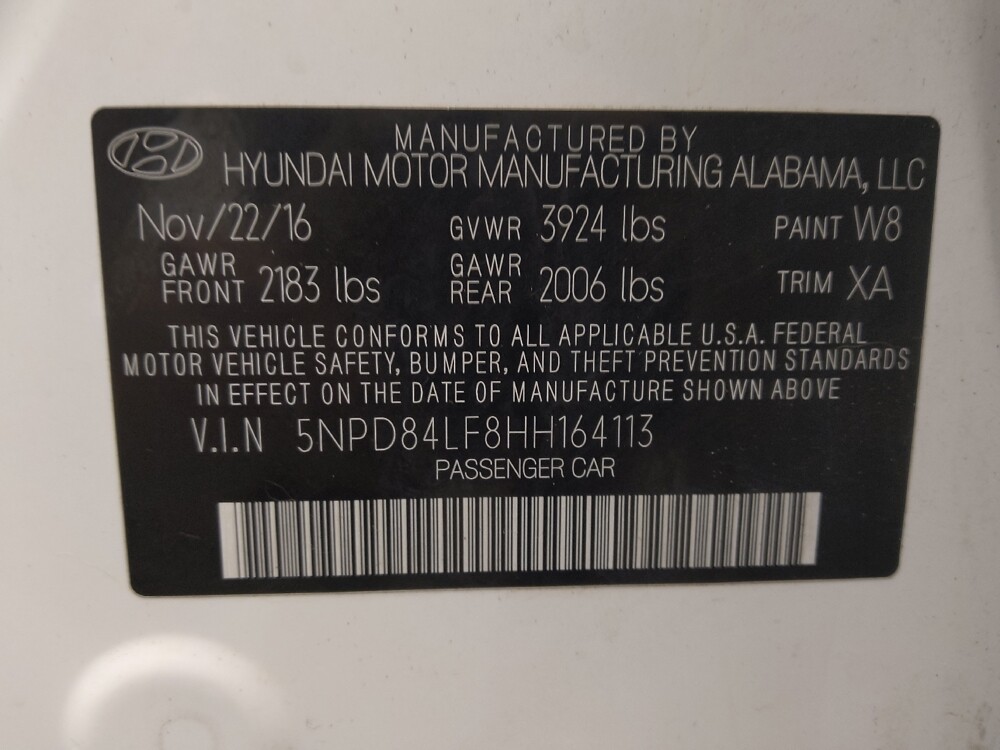 MANUFACTURED BY
HYUNDAI MOTOR MANUFACTURING ALABAMA, LLC
Nov/22/16 GVWR 3924 lbs PAINT W8
GAWR FRONT 2183 lbs GAWR REAR 2006 lbs TRIM XA
THIS VEHICLE CONFORMS TO ALL APPLICABLE U.S.A. FEDERAL
MOTOR VEHICLE SAFETY, BUMPER, AND THEFT PREVENTION STANDARDS
IN EFFECT ON THE DATE OF MANUFACTURE SHOWN ABOVE
V.I.N 5NPD84LF8HH164113
PASSENGER CAR